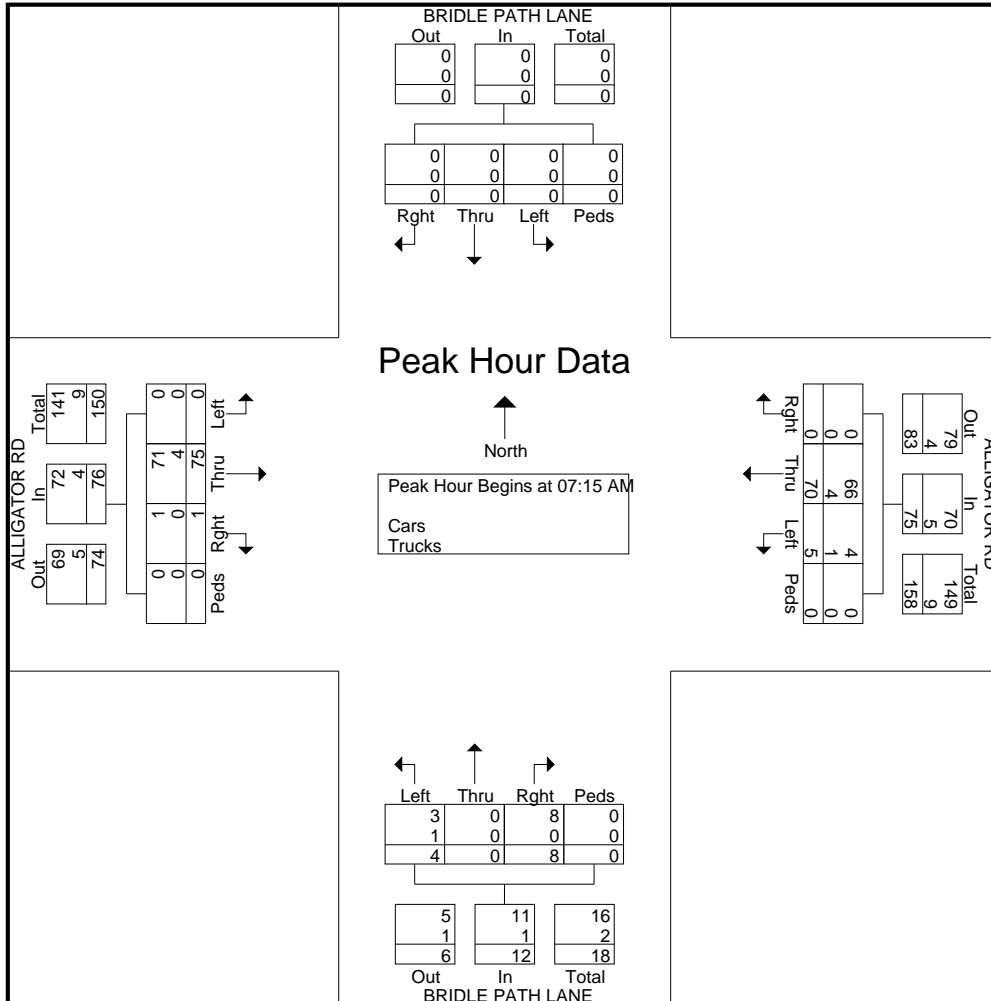 BRIDLE PATH LANE
Out In Total
0 0 0
0 0 0
0 0 0
0 0 0 0
0 0 0 0
0 0 0 0
Rght Thru Left Peds
Peak Hour Data
North
Peak Hour Begins at 07:15 AM
Cars
Trucks
ALLIGATOR RD
Total In Out
141 72 69
9 4 5
150 76 74
0 71 1 0
0 4 0 0
0 75 1 0
Left Thru Rght Peds
ALLIGATOR RD
Out In Total
79 70 149
4 5 9
83 75 158
0 66 4 0
0 4 1 0
0 70 5 0
Rght Thru Left Peds
Left Thru Rght Peds
3 0 8 0
1 0 0 0
4 0 8 0
5 11 16
1 1 2
6 12 18
Out In Total
BRIDLE PATH LANE